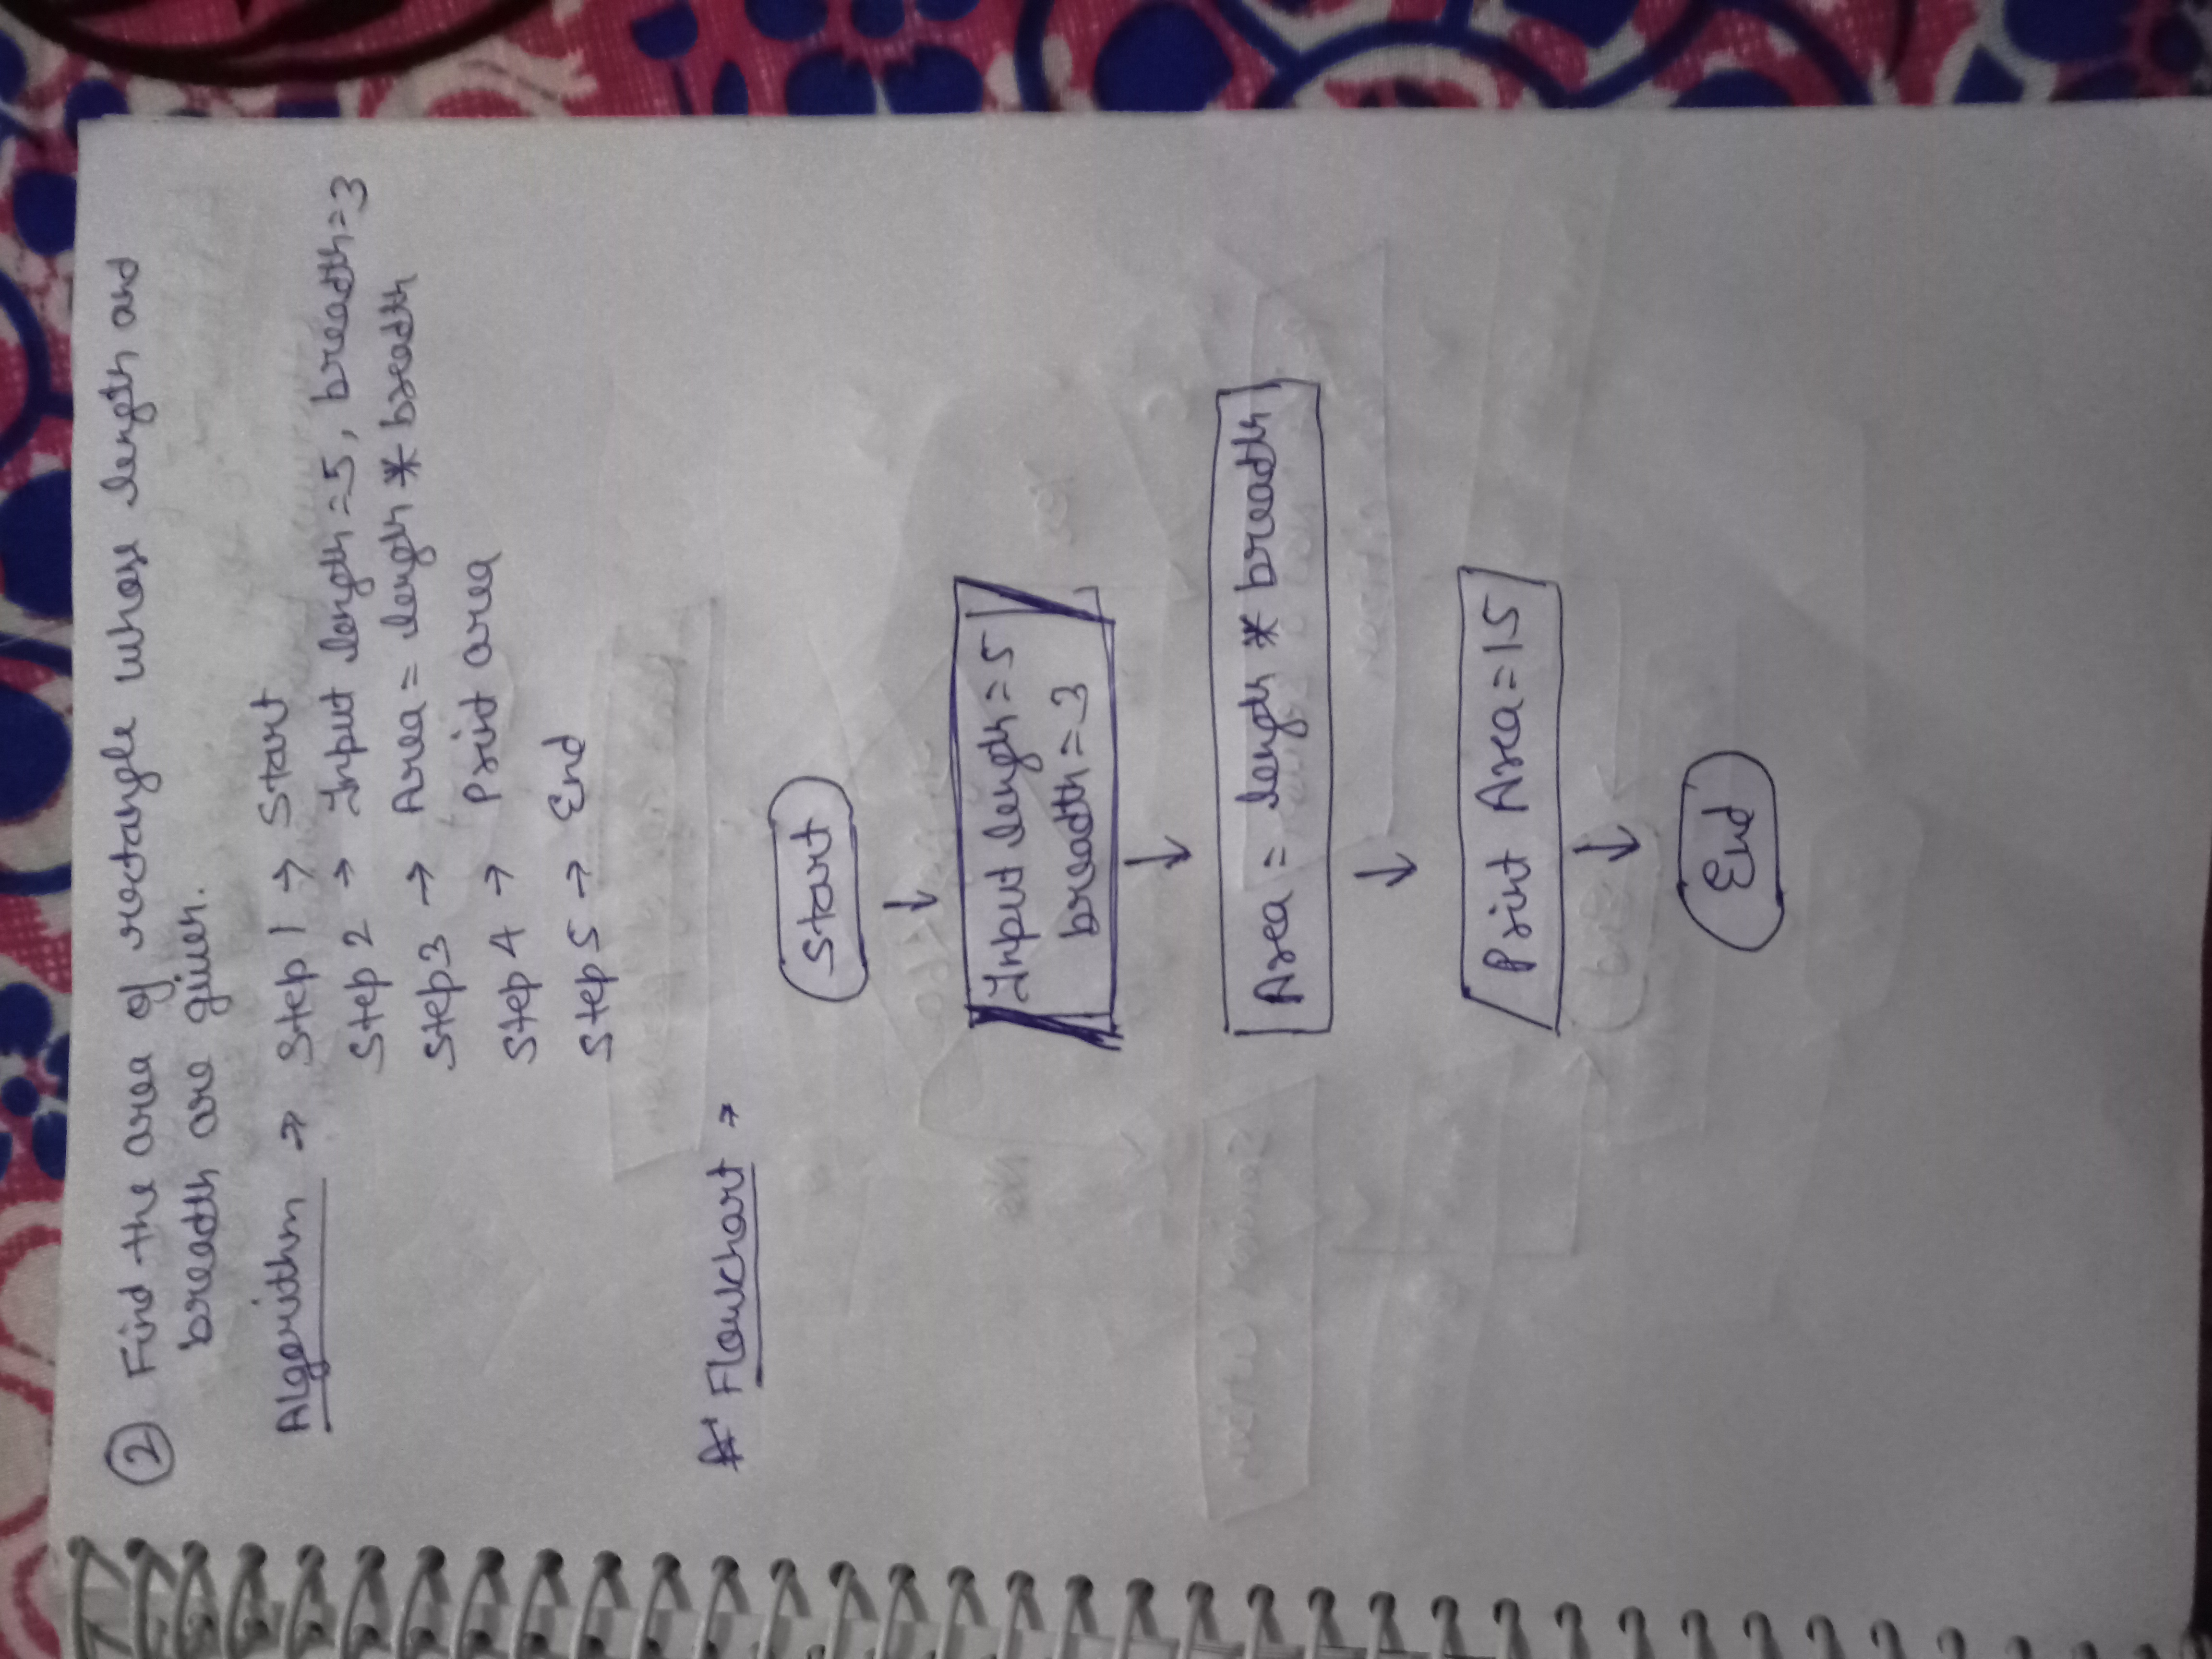 ② Find the area of rectangle whose length and
breadth are given.
Algorithm → Step 1 → Start
Step 2 → Input length = 5, breadth = 3
Step 3 → Area = length * breadth
Step 4 → Print area
Step 5 → End
# Flowchart →
Start
↓
Input length = 5
breadth = 3
↓
Area = length * breadth
↓
Print Area = 15
↓
End